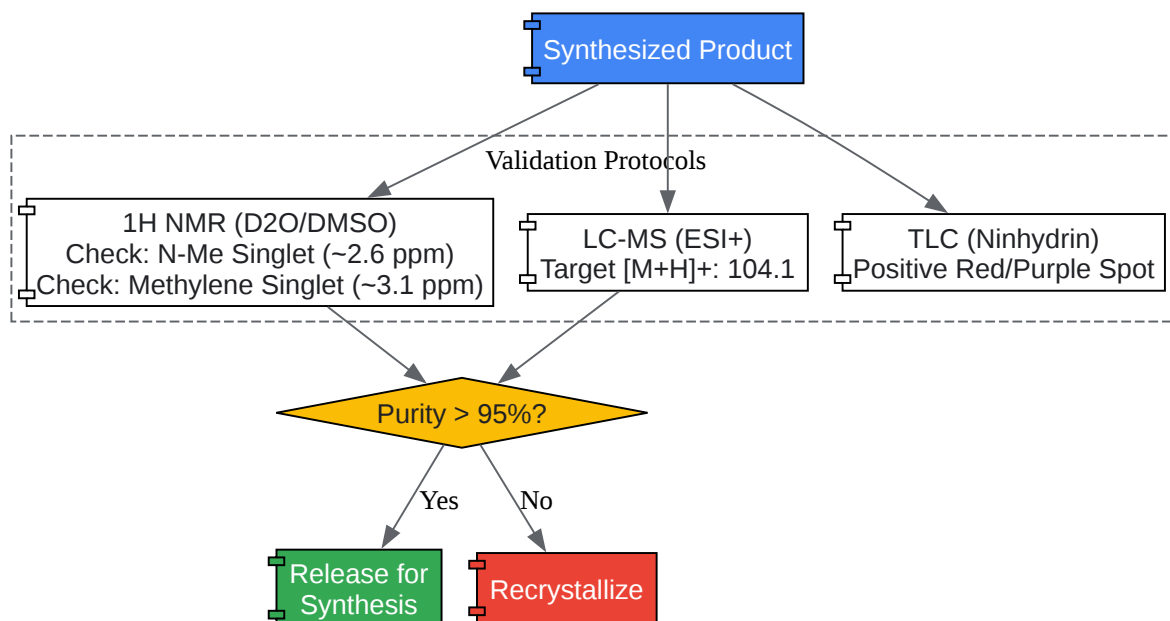 Synthesized Product
Validation Protocols
1H NMR (D2O/DMSO)
Check: N-Me Singlet (~2.6 ppm)
Check: Methylene Singlet (~3.1 ppm)
LC-MS (ESI+)
Target [M+H]+: 104.1
TLC (Ninhydrin)
Positive Red/Purple Spot
Purity > 95%?
Yes
No
Release for
Synthesis
Recrystallize